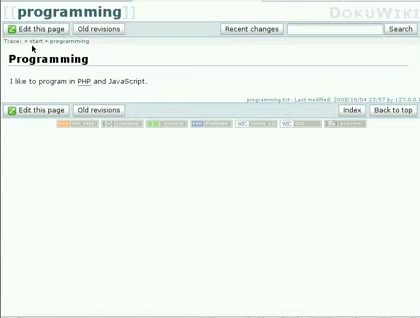 [[programming]]
DOKUWIKI
Edit this page Old revisions Recent changes Search
Trace: » start » programming
Programming
I like to program in PHP and JavaScript.
programming.txt · Last modified: 2008/10/04 23:57 by 127.0.0.
Edit this page Old revisions Index Back to top